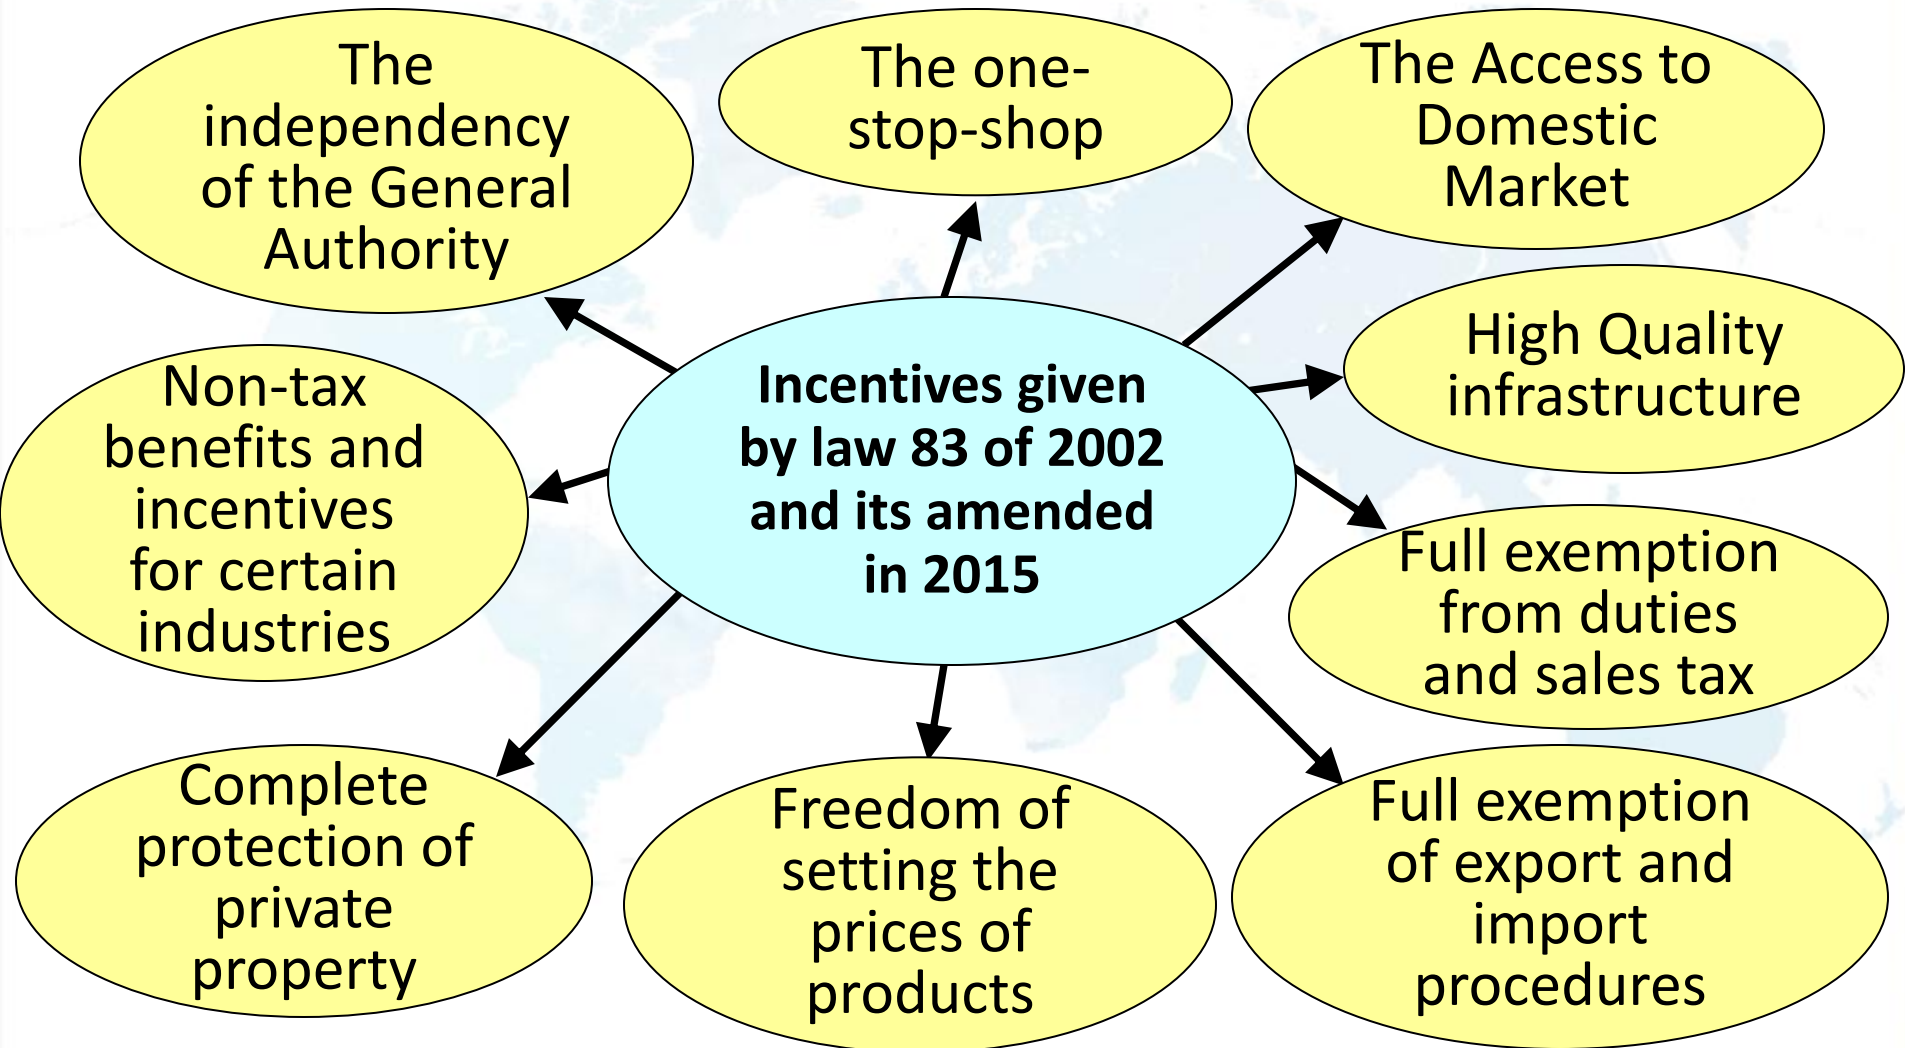 The
independency
of the General
Authority
The one-
stop-shop
The Access to
Domestic
Market
High Quality
infrastructure
Non-tax
benefits and
incentives
for certain
industries
Incentives given
by law 83 of 2002
and its amended
in 2015
Full exemption
from duties
and sales tax
Complete
protection of
private
property
Freedom of
setting the
prices of
products
Full exemption
of export and
import
procedures